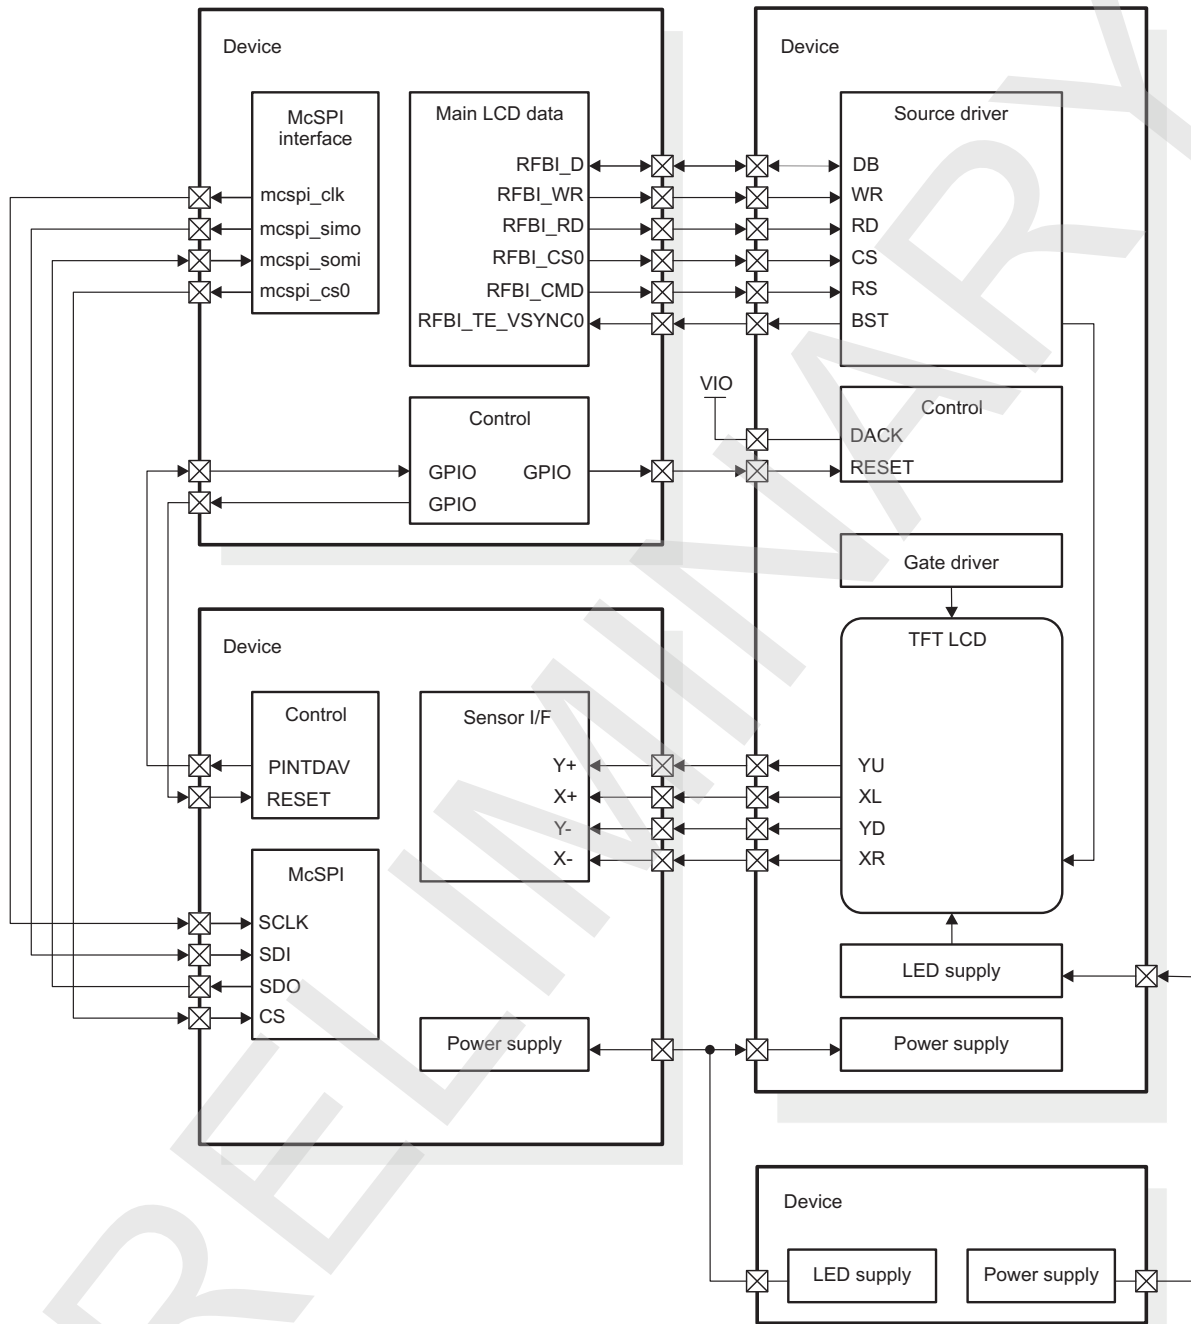 Device
McSPI
interface
mcspi_clk
mcspi_simo
mcspi_somi
mcspi_cs0
Main LCD data
RFBI_D
RFBI_WR
RFBI_RD
RFBI_CS0
RFBI_CMD
RFBI_TE_VSYNC0
Control
GPIO GPIO
GPIO
Device
Source driver
DB
WR
RD
CS
RS
BST
VIO
Control
DACK
RESET
Gate driver
TFT LCD
YU
XL
YD
XR
LED supply
Power supply
Device
Control
PINTDAV
RESET
Sensor I/F
Y+
X+
Y-
X-
McSPI
SCLK
SDI
SDO
CS
Power supply
Device
LED supply
Power supply
RELIMINARY